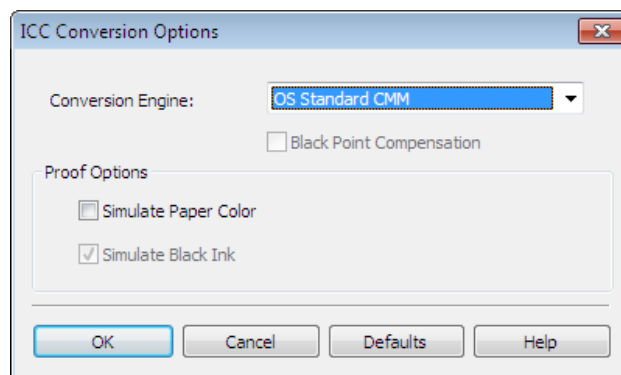 ICC Conversion Options
Conversion Engine: OS Standard CMM
Black Point Compensation
Proof Options
Simulate Paper Color
Simulate Black Ink
OK Cancel Defaults Help